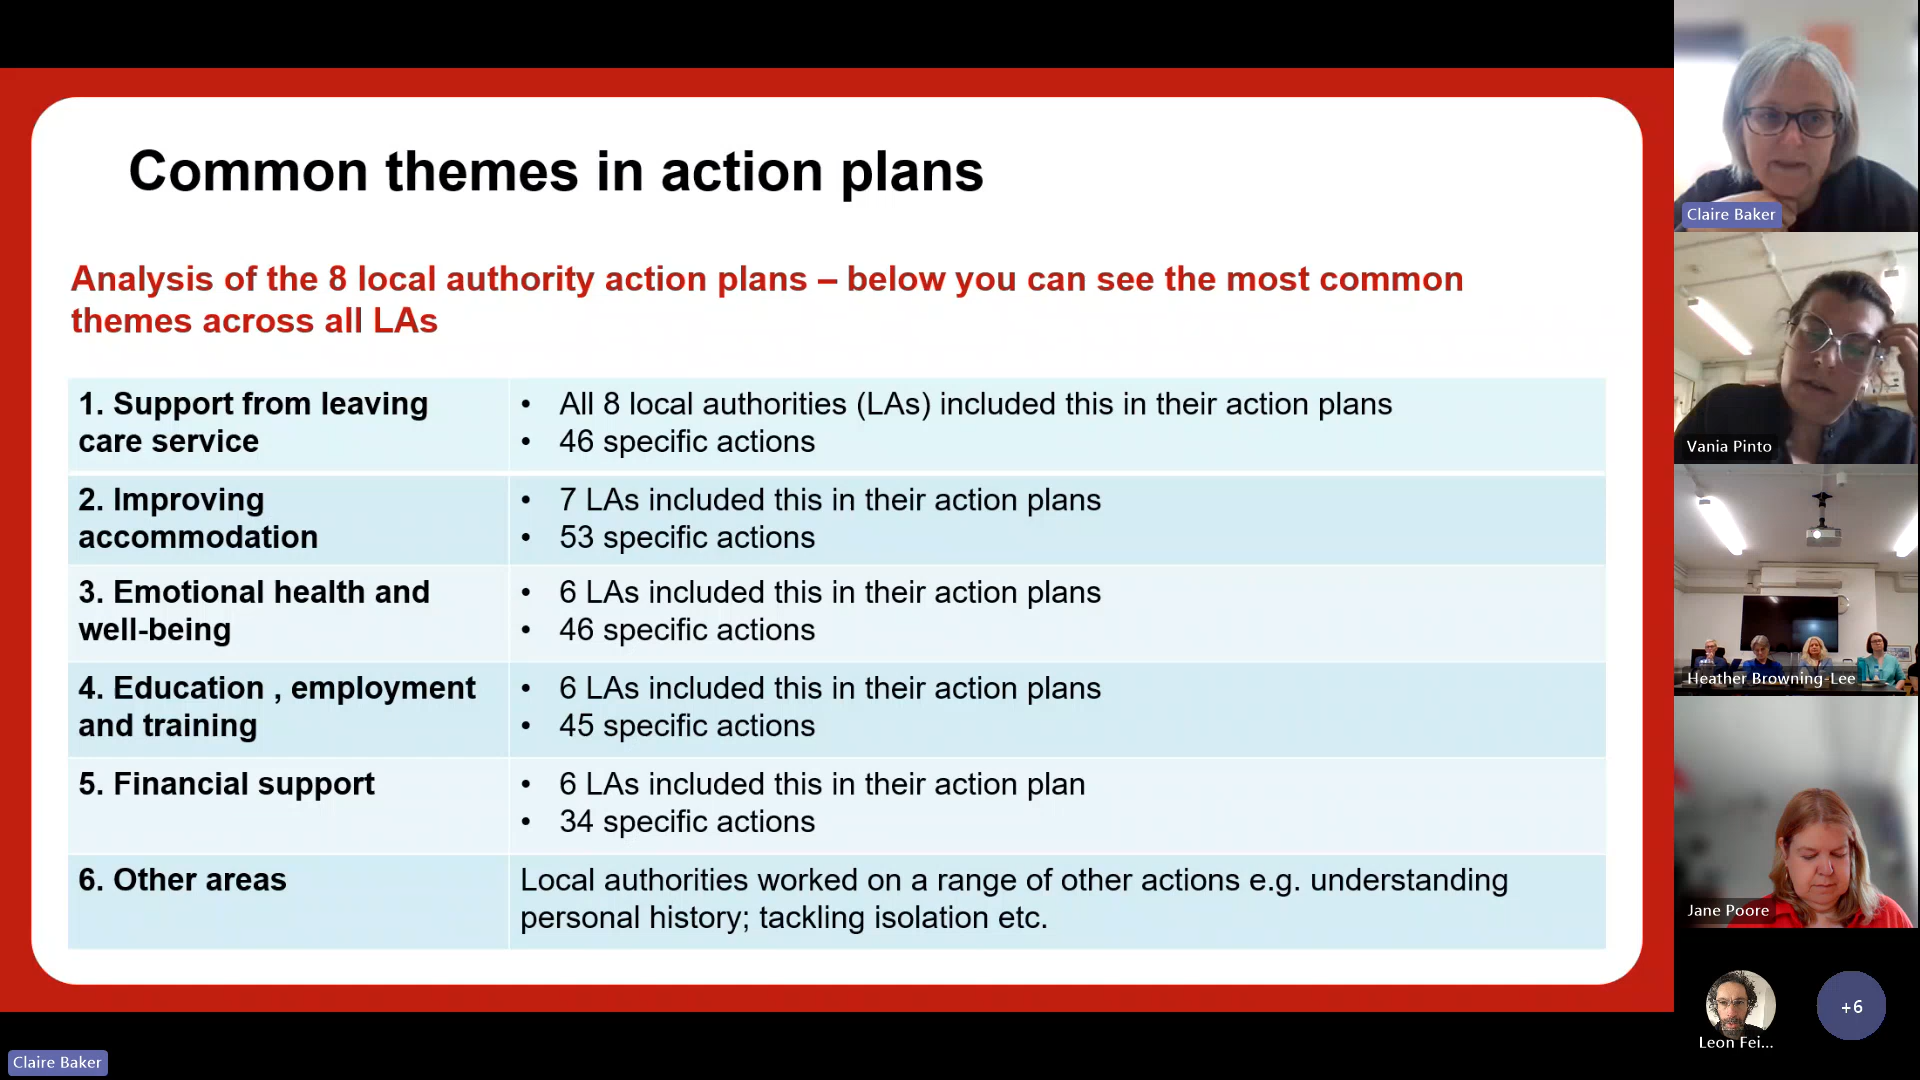 Common themes in action plans
Analysis of the 8 local authority action plans – below you can see the most common
themes across all LAs
1. Support from leaving
care service
• All 8 local authorities (LAs) included this in their action plans
• 46 specific actions
2. Improving
accommodation
• 7 LAs included this in their action plans
• 53 specific actions
3. Emotional health and
well-being
• 6 LAs included this in their action plans
• 46 specific actions
4. Education , employment
and training
• 6 LAs included this in their action plans
• 45 specific actions
5. Financial support
• 6 LAs included this in their action plan
• 34 specific actions
6. Other areas
Local authorities worked on a range of other actions e.g. understanding
personal history; tackling isolation etc.
Claire Baker
Vania Pinto
Heather Browning-Lee
Jane Poore
Leon Fei...
+6
Claire Baker